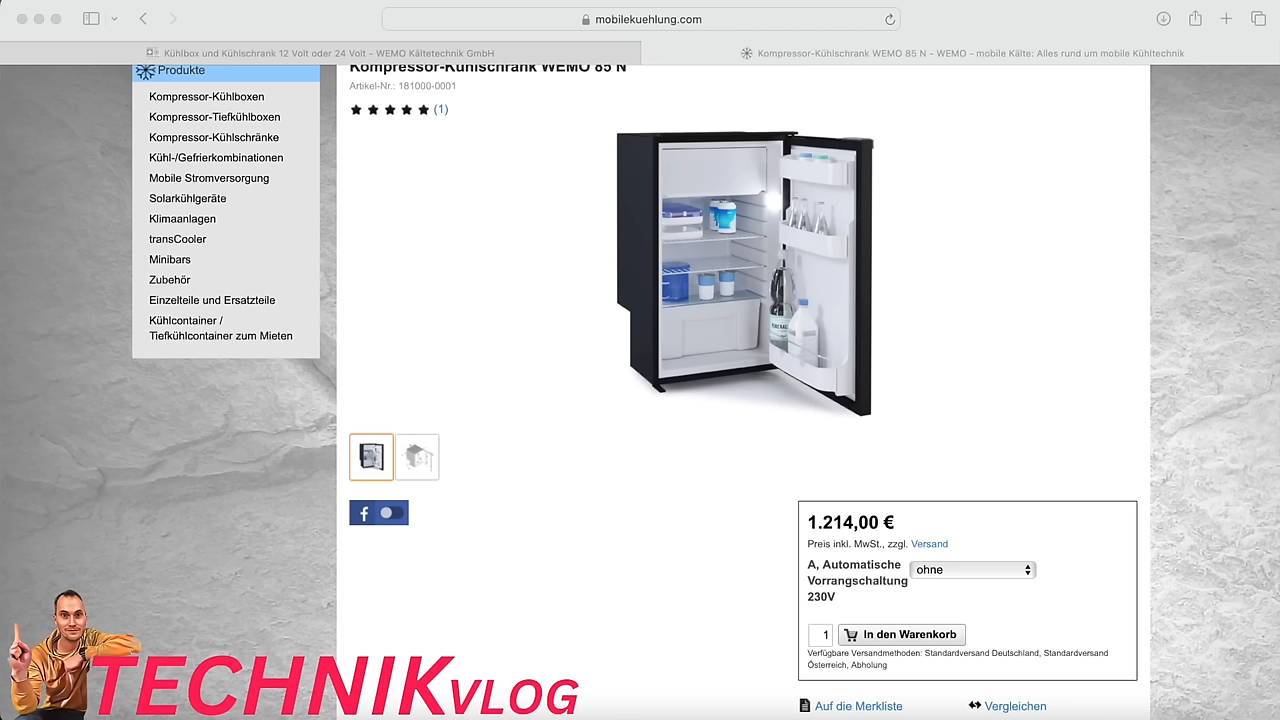 mobilekuehlung.com
Kühlbox und Kühlschrank 12 Volt oder 24 Volt - WEMO Kältetechnik GmbH
Kompressor-Kühlschrank WEMO 85 N - WEMO - mobile Kälte: Alles rund um mobile Kühltechnik
Produkte
Kompressor-Kühlboxen
Kompressor-Tiefkühlboxen
Kompressor-Kühlschränke
Kühl-/Gefrierkombinationen
Mobile Stromversorgung
Solarkühlgeräte
Klimaanlagen
transCooler
Minibars
Zubehör
Einzelteile und Ersatzteile
Kühlcontainer /
Tiefkühlcontainer zum Mieten
Kompressor-Kühlschrank WEMO 85 N
Artikel-Nr.: 181000-0001
(1)
f
1.214,00 €
Preis inkl. MwSt., zzgl. Versand
A, Automatische
Vorrangschaltung
230V
ohne
1
In den Warenkorb
Verfügbare Versandmethoden: Standardversand Deutschland, Standardversand
Österreich, Abholung
Auf die Merkliste
Vergleichen
TECHNIKVLOG